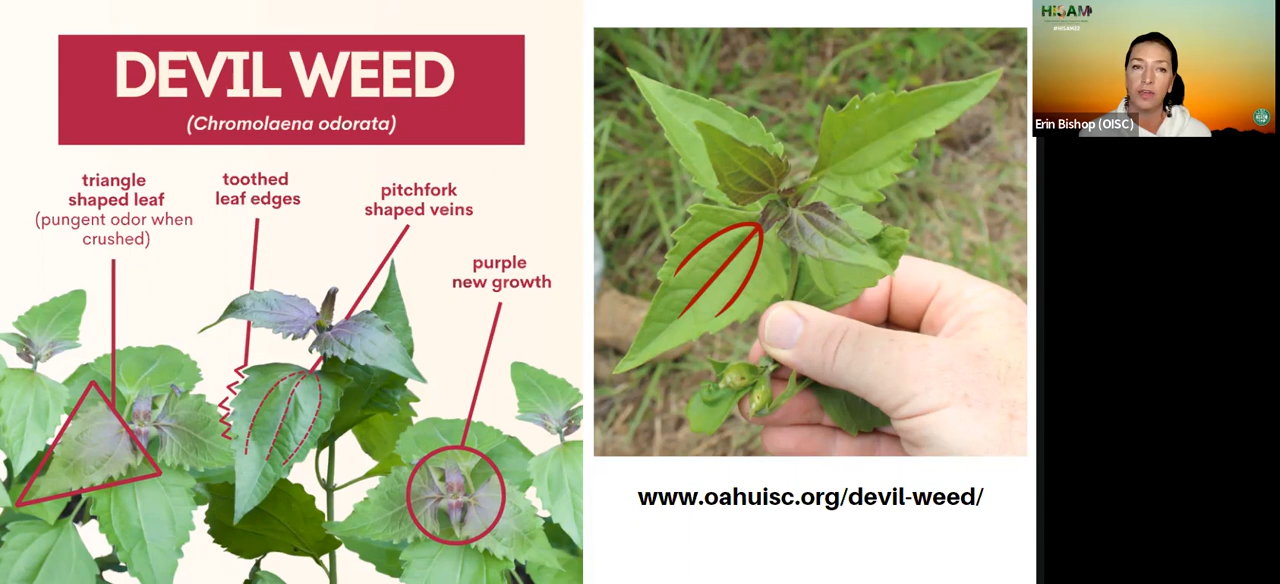 DEVIL WEED
(Chromolaena odorata)
triangle
shaped leaf
(pungent odor when
crushed)
toothed
leaf edges
pitchfork
shaped veins
purple
new growth
www.oahuisc.org/devil-weed/
HISAM
#HISAM22
Erin Bishop (OISC)